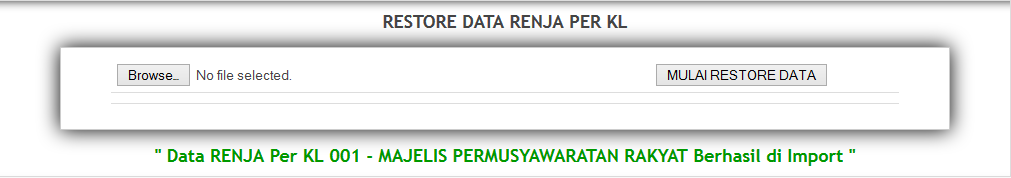 RESTORE DATA RENJA PER KL
Browse… No file selected. MULAI RESTORE DATA
" Data RENJA Per KL 001 - MAJELIS PERMUSYAWARATAN RAKYAT Berhasil di Import "